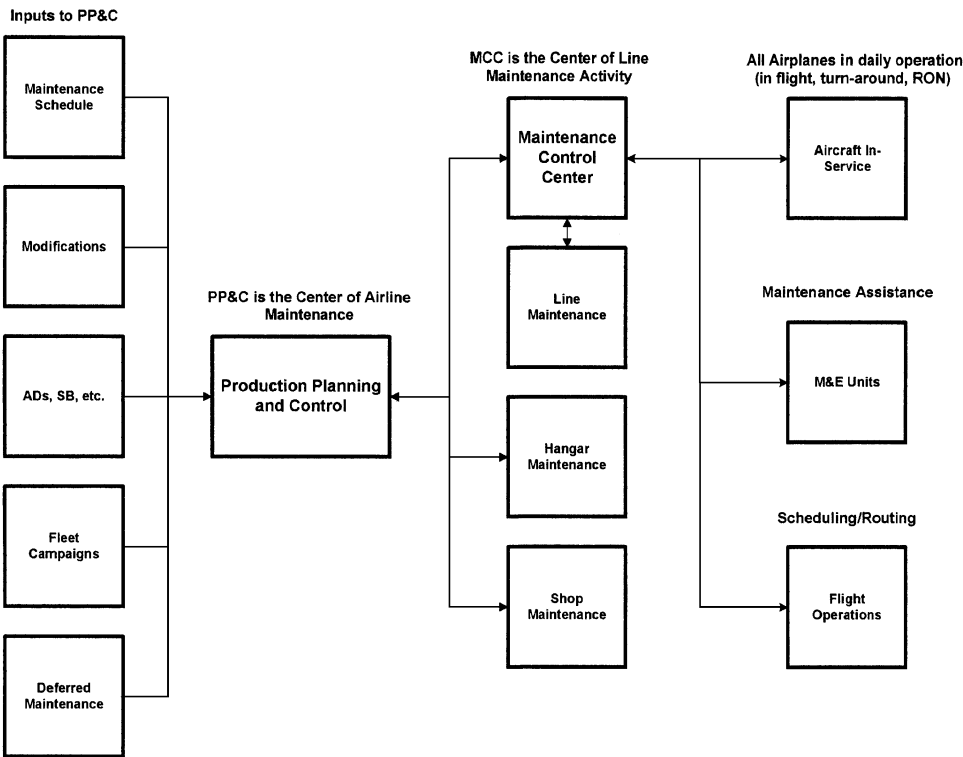 Inputs to PP&C
Maintenance
Schedule
Modifications
ADs, SB, etc.
Fleet
Campaigns
Deferred
Maintenance
PP&C is the Center of Airline
Maintenance
Production Planning
and Control
MCC is the Center of Line
Maintenance Activity
Maintenance
Control
Center
Line
Maintenance
Hangar
Maintenance
Shop
Maintenance
All Airplanes in daily operation
(in flight, turn-around, RON)
Aircraft In-
Service
Maintenance Assistance
M&E Units
Scheduling/Routing
Flight
Operations